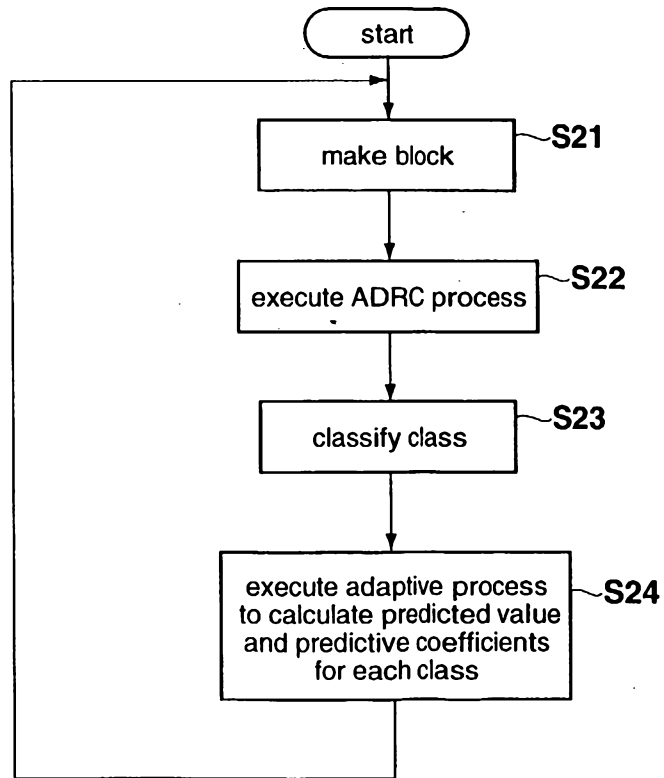 start
make block
S21
execute ADRC process
S22
classify class
S23
execute adaptive process
to calculate predicted value
and predictive coefficients
for each class
S24